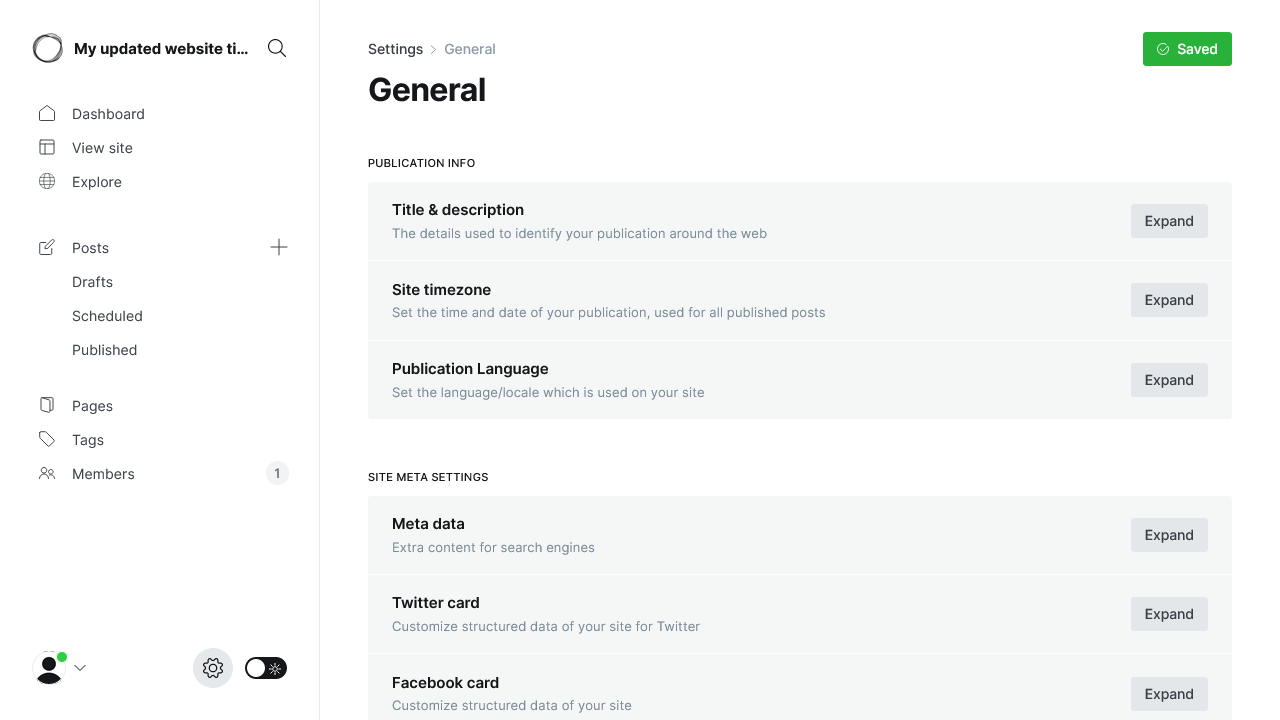 My updated website ti...
Dashboard
View site
Explore
Posts
Drafts
Scheduled
Published
Pages
Tags
Members
1
Settings
General
Saved
General
PUBLICATION INFO
Title & description
The details used to identify your publication around the web
Expand
Site timezone
Set the time and date of your publication, used for all published posts
Expand
Publication Language
Set the language/locale which is used on your site
Expand
SITE META SETTINGS
Meta data
Extra content for search engines
Expand
Twitter card
Customize structured data of your site for Twitter
Expand
Facebook card
Customize structured data of your site
Expand